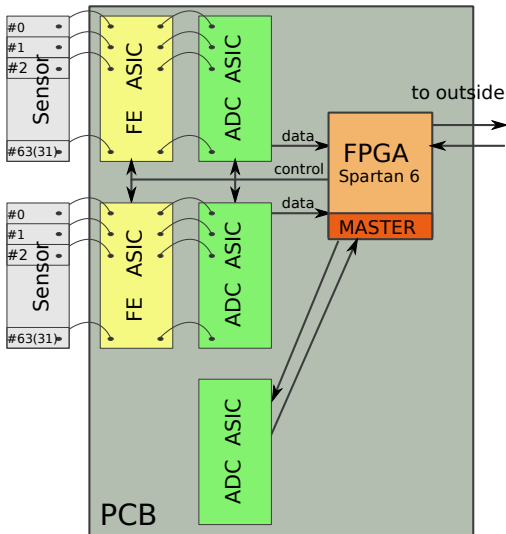 #0
#1
#2
#63(31)
Sensor
FE ASIC
ADC ASIC
data
control
data
FPGA
Spartan 6
MASTER
to outside
#0
#1
#2
#63(31)
Sensor
FE ASIC
ADC ASIC
ADC ASIC
PCB